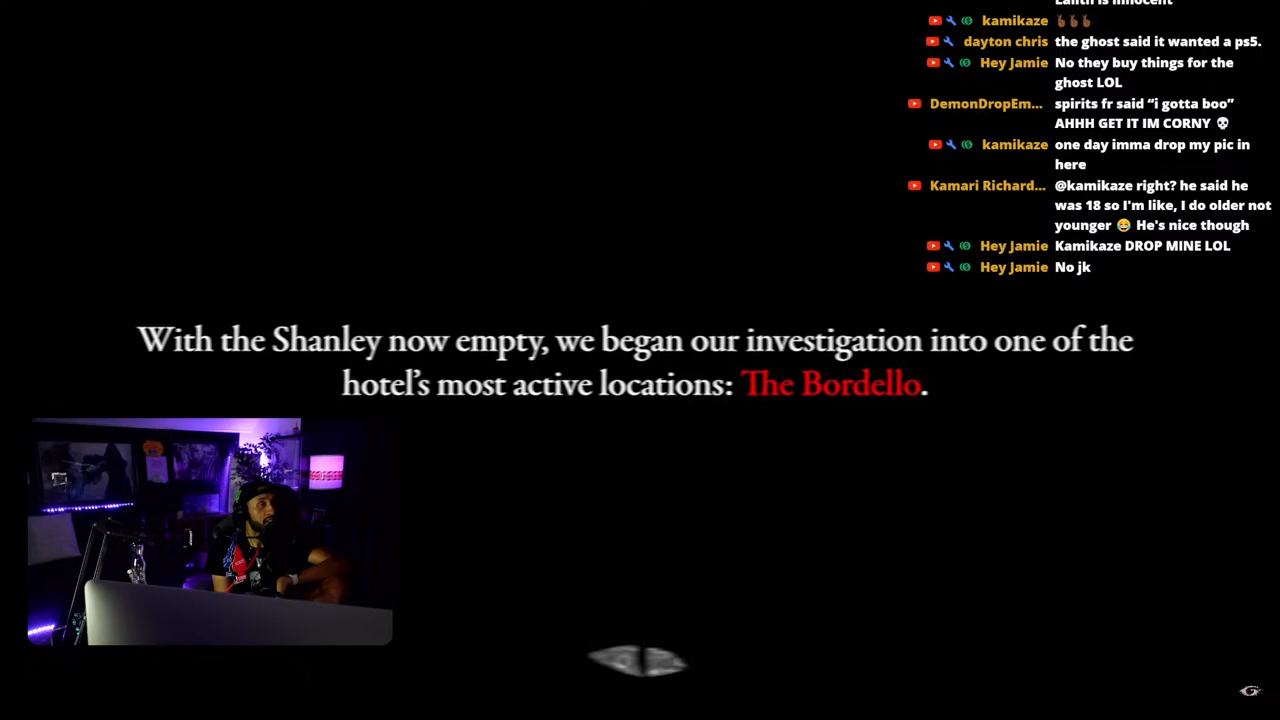 Lalith is innocent
kamikaze 🤞🏾🤞🏾🤞🏾
dayton chris the ghost said it wanted a ps5.
Hey Jamie No they buy things for the
ghost LOL
DemonDropEm... spirits fr said “i gotta boo”
AHHH GET IT IM CORNY 💀
kamikaze one day imma drop my pic in
here
Kamari Richard... @kamikaze right? he said he
was 18 so I'm like, I do older not
younger 😂 He's nice though
Hey Jamie Kamikaze DROP MINE LOL
Hey Jamie No jk
With the Shanley now empty, we began our investigation into one of the
hotel’s most active locations: The Bordello.